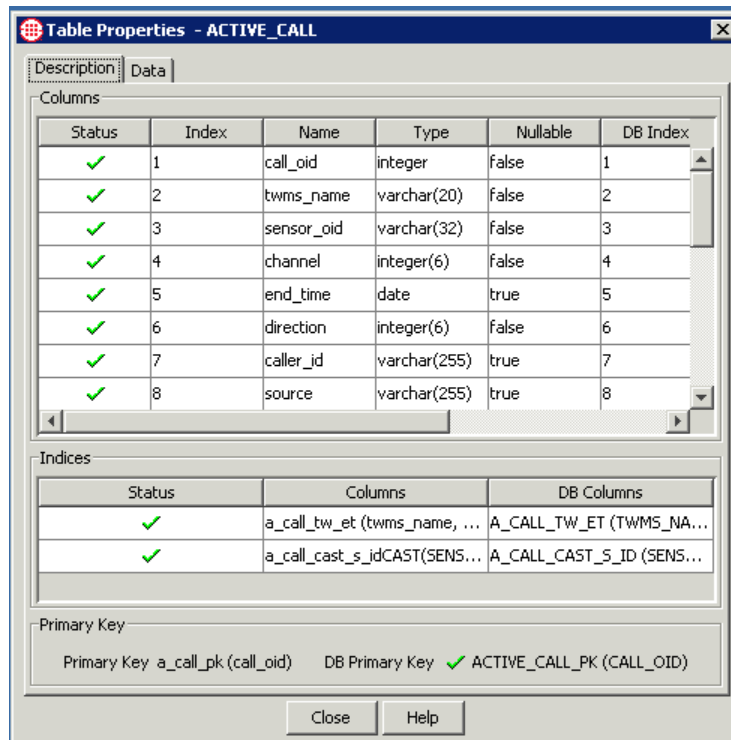 Table Properties - ACTIVE_CALL
Description Data
Columns
Status Index Name Type Nullable DB Index
1 call_oid integer false 1
2 twms_name varchar(20) false 2
3 sensor_oid varchar(32) false 3
4 channel integer(6) false 4
5 end_time date true 5
6 direction integer(6) false 6
7 caller_id varchar(255) true 7
8 source varchar(255) true 8
Indices
Status Columns DB Columns
a_call_tw_et (twms_name, ... A_CALL_TW_ET (TWMS_NA...
a_call_cast_s_idCAST(SENS... A_CALL_CAST_S_ID (SENS...
Primary Key
Primary Key a_call_pk (call_oid) DB Primary Key ACTIVE_CALL_PK (CALL_OID)
Close Help